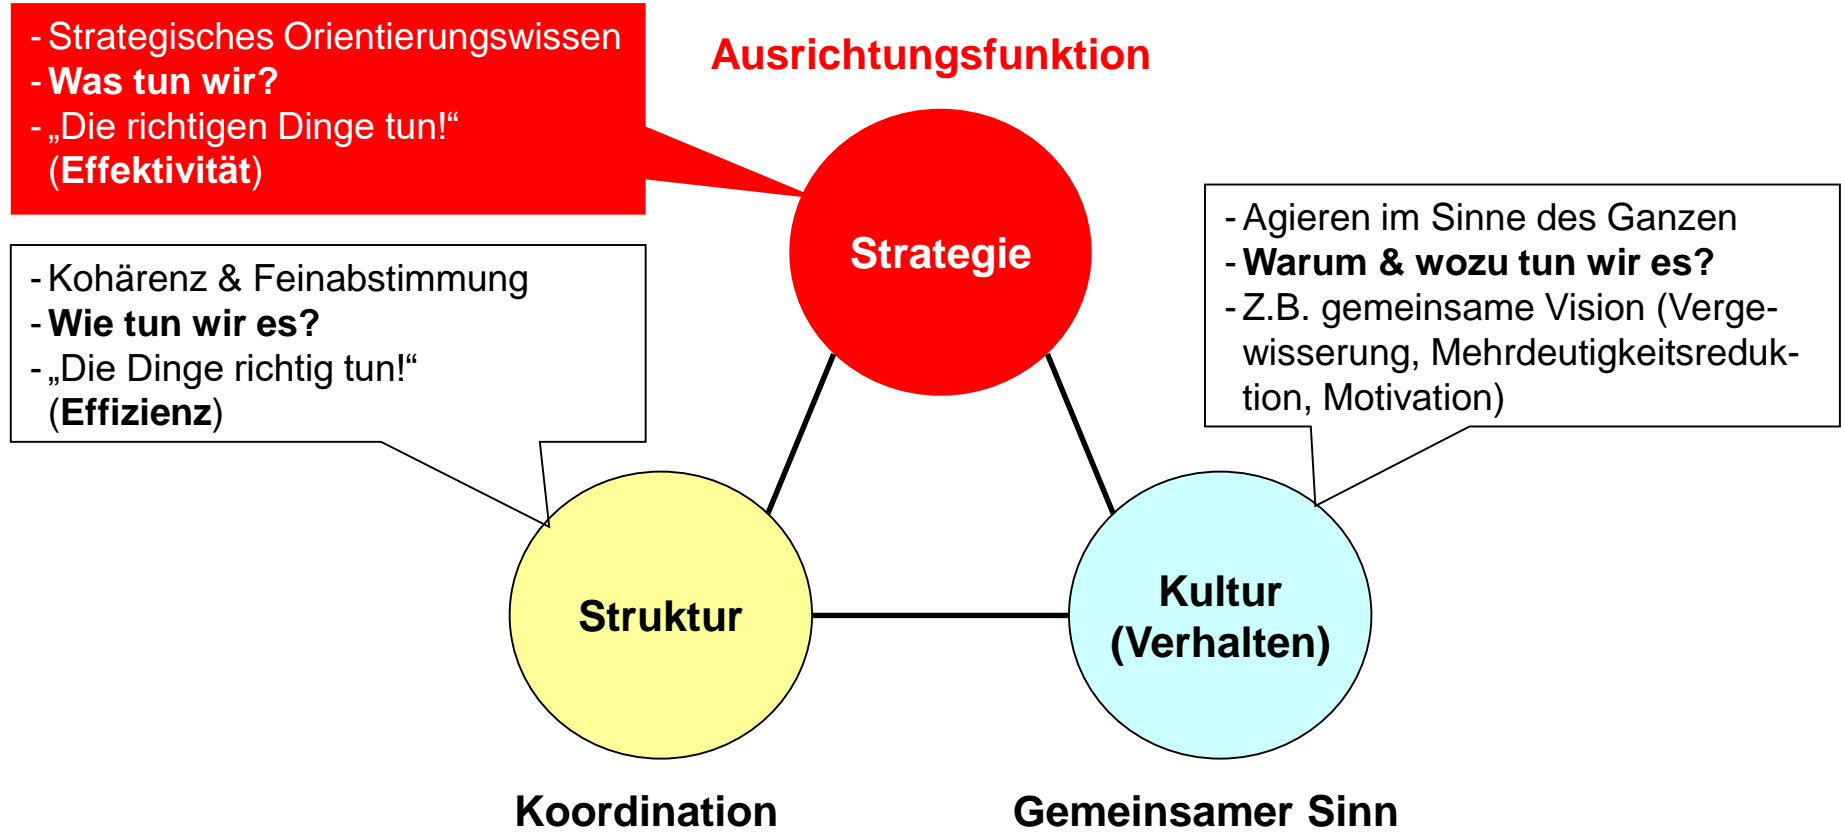 - Strategisches Orientierungswissen
- Was tun wir?
- „Die richtigen Dinge tun!“
(Effektivität)
Ausrichtungsfunktion
Strategie
- Agieren im Sinne des Ganzen
- Warum & wozu tun wir es?
- Z.B. gemeinsame Vision (Verge-
wisserung, Mehrdeutigkeitsreduk-
tion, Motivation)
- Kohärenz & Feinabstimmung
- Wie tun wir es?
- „Die Dinge richtig tun!“
(Effizienz)
Struktur
Kultur
(Verhalten)
Koordination
Gemeinsamer Sinn